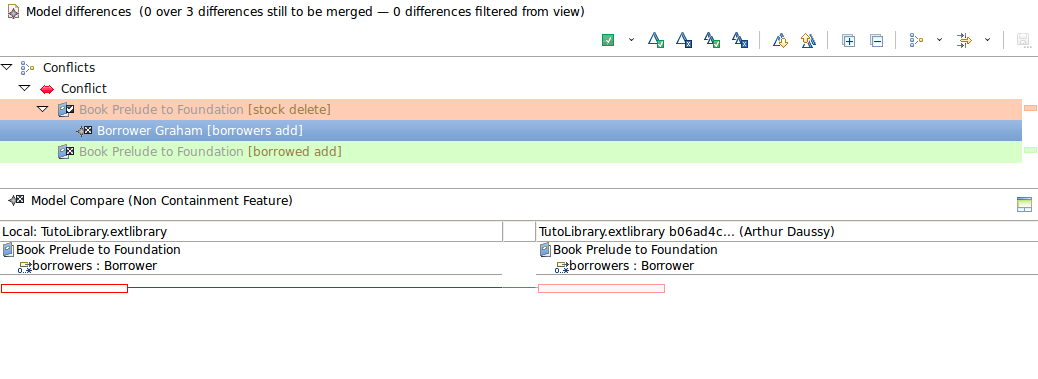 Model differences (0 over 3 differences still to be merged — 0 differences filtered from view)
Conflicts
Conflict
Book Prelude to Foundation [stock delete]
Borrower Graham [borrowers add]
Book Prelude to Foundation [borrowed add]
Model Compare (Non Containment Feature)
Local: TutoLibrary.extlibrary
TutoLibrary.extlibrary b06ad4c... (Arthur Daussy)
Book Prelude to Foundation
Book Prelude to Foundation
0..* borrowers : Borrower
0..* borrowers : Borrower